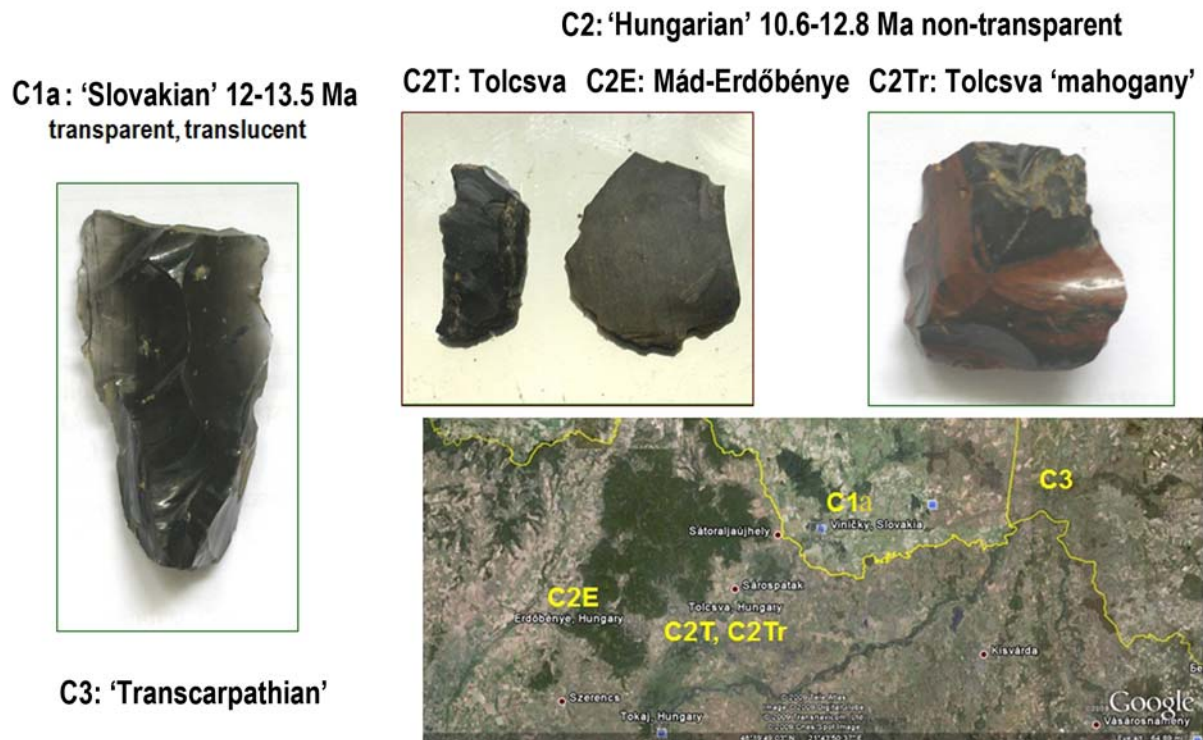 C2: ‘Hungarian’ 10.6-12.8 Ma non-transparent
C1a: ‘Slovakian’ 12-13.5 Ma
transparent, translucent
C2T: Tolcsva C2E: Mád-Erdőbénye C2Tr: Tolcsva ‘mahogany’
C3
C1a
Viničky, Slovakia
Sátoraljaújhely
Sárospatak
C2E
Erdőbénye, Hungary
Tolcsva, Hungary
C2T, C2Tr
Kisvárda
C3: ‘Transcarpathian’
Szerencs
Tokaj, Hungary
Google
Vásárosnamény